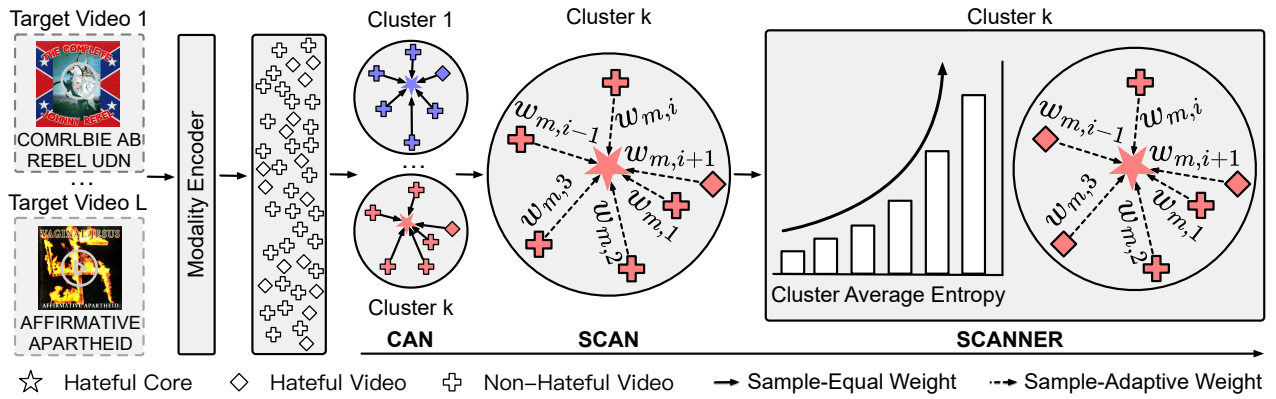 Target Video 1
THE COMPLETE
JOHNNY REBEL
COMRLBIE AB
REBEL UDN
...
Target Video L
VAGINAL JESUS
AFFIRMATIVE APARTHEID
AFFIRMATIVE
APARTHEID
Modality Encoder
Cluster 1
...
Cluster k
CAN
Cluster k
w_{m,i}
w_{m,i-1}
w_{m,i+1}
w_{m,3}
w_{m,2}
w_{m,1}
SCAN
Cluster k
Cluster Average Entropy
w_{m,i}
w_{m,i-1}
w_{m,i+1}
w_{m,3}
w_{m,2}
w_{m,1}
SCANNER
Hateful Core
Hateful Video
Non-Hateful Video
Sample-Equal Weight
Sample-Adaptive Weight